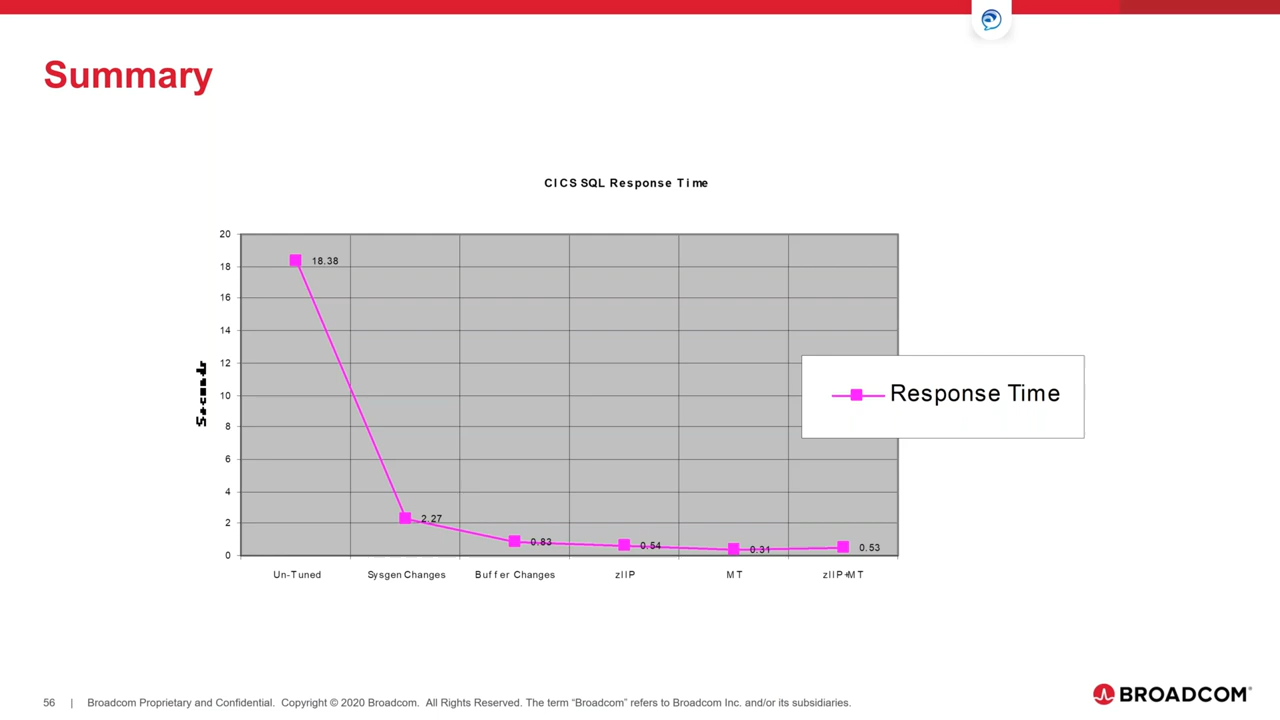 Summary
CICS SQL Response Time
20
18
16
14
12
10
8
6
4
2
0
Seconds
18.38
2.27
0.83
0.54
0.31
0.53
Un-Tuned
Sysgen Changes
Buffer Changes
zIIP
MT
zIIP+MT
Response Time
56 | Broadcom Proprietary and Confidential. Copyright © 2020 Broadcom. All Rights Reserved. The term “Broadcom” refers to Broadcom Inc. and/or its subsidiaries.
BROADCOM®